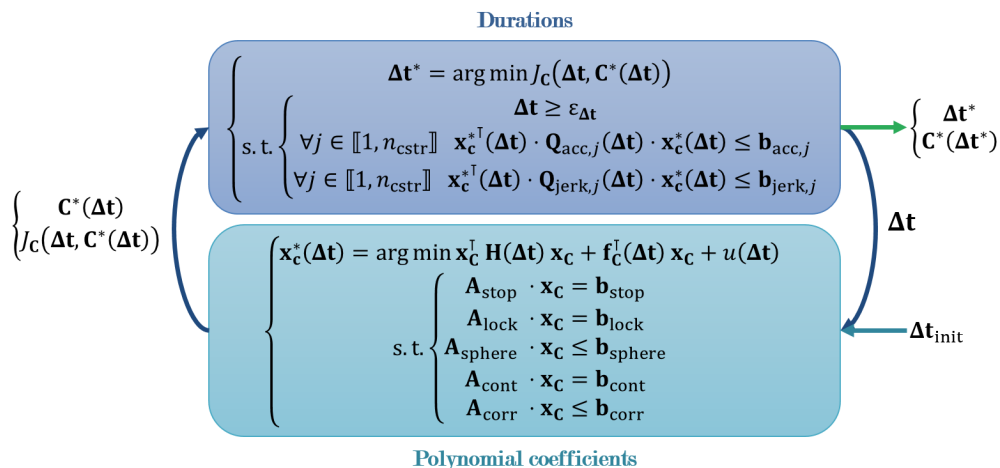 Durations
𝚫𝐭* = arg min J_𝐂(𝚫𝐭, 𝐂*(𝚫𝐭))
s. t.
𝚫𝐭 ≥ ε_𝚫𝐭
∀j ∈ ⟦1, n_cstr⟧ 𝐱_𝐜*^⊺(𝚫𝐭) · 𝐐_acc,j(𝚫𝐭) · 𝐱_𝐜*(𝚫𝐭) ≤ 𝐛_acc,j
∀j ∈ ⟦1, n_cstr⟧ 𝐱_𝐜*^⊺(𝚫𝐭) · 𝐐_jerk,j(𝚫𝐭) · 𝐱_𝐜*(𝚫𝐭) ≤ 𝐛_jerk,j
𝚫𝐭*
𝐂*(𝚫𝐭*)
𝐂*(𝚫𝐭)
J_𝐂(𝚫𝐭, 𝐂*(𝚫𝐭))
𝚫𝐭
𝐱_𝐜*(𝚫𝐭) = arg min 𝐱_𝐂^⊺ 𝐇(𝚫𝐭) 𝐱_𝐂 + 𝐟_𝐂^⊺(𝚫𝐭) 𝐱_𝐂 + u(𝚫𝐭)
s. t.
𝐀_stop · 𝐱_𝐂 = 𝐛_stop
𝐀_lock · 𝐱_𝐂 = 𝐛_lock
𝐀_sphere · 𝐱_𝐂 ≤ 𝐛_sphere
𝐀_cont · 𝐱_𝐂 = 𝐛_cont
𝐀_corr · 𝐱_𝐂 ≤ 𝐛_corr
𝚫𝐭_init
Polynomial coefficients